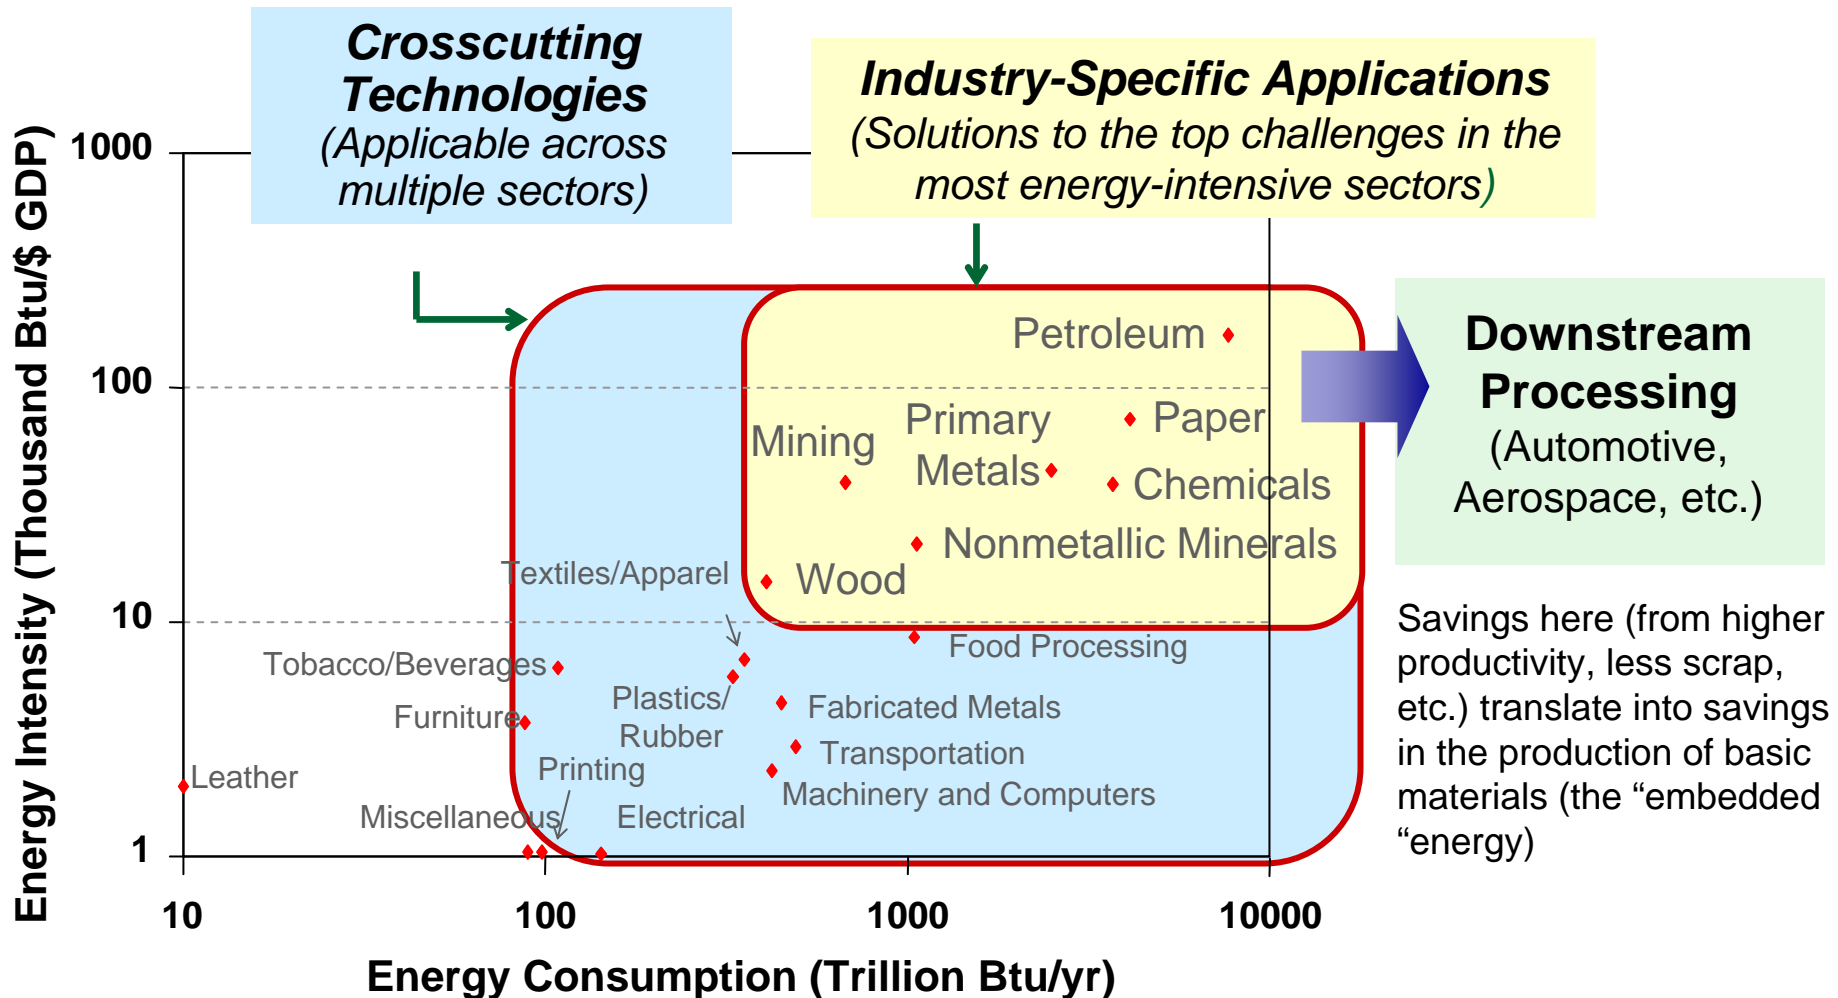 Crosscutting
Technologies
(Applicable across
multiple sectors)
Industry-Specific Applications
(Solutions to the top challenges in the
most energy-intensive sectors)
Energy Intensity (Thousand Btu/$ GDP)
1000
100
10
1
Petroleum
Paper
Primary
Metals
Mining
Chemicals
Nonmetallic Minerals
Wood
Textiles/Apparel
Food Processing
Tobacco/Beverages
Plastics/
Rubber
Fabricated Metals
Furniture
Transportation
Printing
Leather
Machinery and Computers
Miscellaneous
Electrical
10
100
1000
10000
Energy Consumption (Trillion Btu/yr)
Downstream
Processing
(Automotive,
Aerospace, etc.)
Savings here (from higher
productivity, less scrap,
etc.) translate into savings
in the production of basic
materials (the “embedded
“energy)